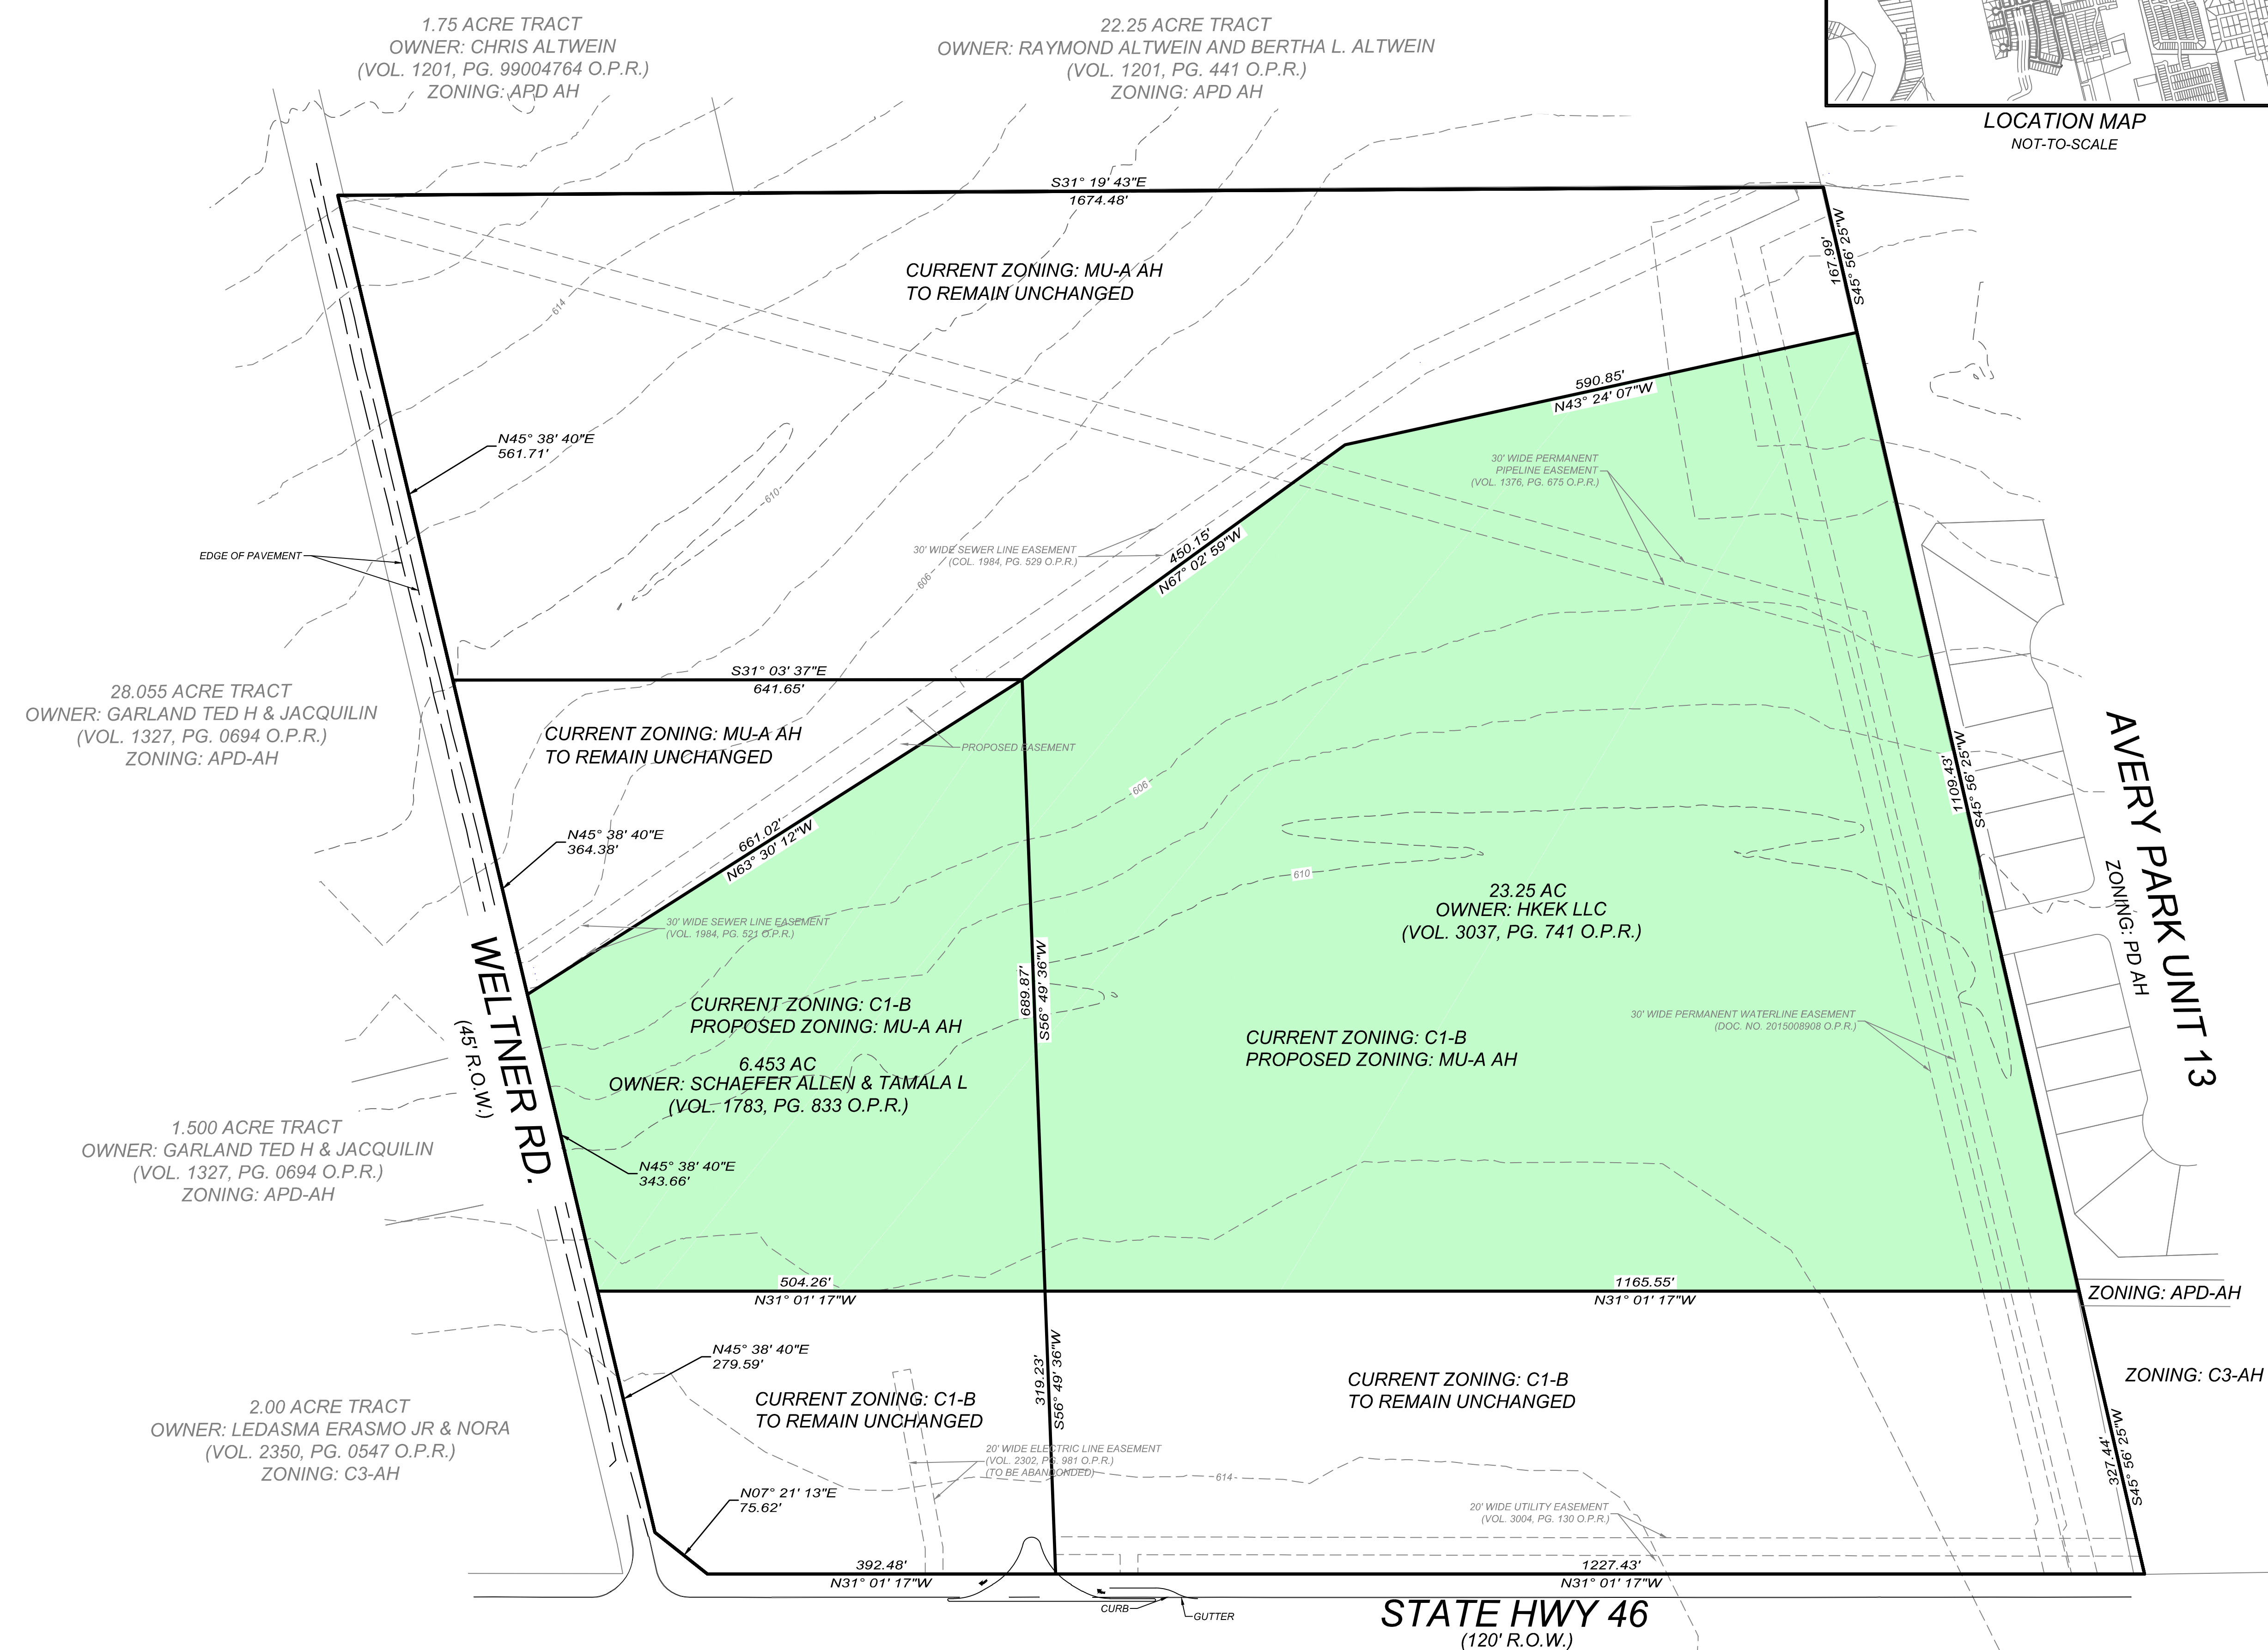 1.75 ACRE TRACT
OWNER: CHRIS ALTWEIN
(VOL. 1201, PG. 99004764 O.P.R.)
ZONING: APD AH
22.25 ACRE TRACT
OWNER: RAYMOND ALTWEIN AND BERTHA L. ALTWEIN
(VOL. 1201, PG. 441 O.P.R.)
ZONING: APD AH
LOCATION MAP
NOT-TO-SCALE
S31° 19' 43"E
1674.48'
167.99'
S45° 56' 25"W
CURRENT ZONING: MU-A AH
TO REMAIN UNCHANGED
614
590.85'
N43° 24' 07"W
N45° 38' 40"E
561.71'
30' WIDE PERMANENT
PIPELINE EASEMENT
(VOL. 1376, PG. 675 O.P.R.)
610
EDGE OF PAVEMENT
30' WIDE SEWER LINE EASEMENT
(COL. 1984, PG. 529 O.P.R.)
450.15'
N67° 02' 59"W
606
S31° 03' 37"E
641.65'
28.055 ACRE TRACT
OWNER: GARLAND TED H & JACQUILIN
(VOL. 1327, PG. 0694 O.P.R.)
ZONING: APD-AH
CURRENT ZONING: MU-A AH
TO REMAIN UNCHANGED
PROPOSED EASEMENT
606
1109.43'
S45° 56' 25"W
AVERY PARK UNIT 13
ZONING: PD AH
N45° 38' 40"E
364.38'
661.02'
N63° 30' 12"W
610
23.25 AC
OWNER: HKEK LLC
(VOL. 3037, PG. 741 O.P.R.)
30' WIDE SEWER LINE EASEMENT
(VOL. 1984, PG. 521 O.P.R.)
WELTNER RD.
(45' R.O.W.)
689.87'
S56° 49' 36"W
CURRENT ZONING: C1-B
PROPOSED ZONING: MU-A AH
6.453 AC
OWNER: SCHAEFER ALLEN & TAMALA L
(VOL. 1783, PG. 833 O.P.R.)
CURRENT ZONING: C1-B
PROPOSED ZONING: MU-A AH
30' WIDE PERMANENT WATERLINE EASEMENT
(DOC. NO. 2015008908 O.P.R.)
1.500 ACRE TRACT
OWNER: GARLAND TED H & JACQUILIN
(VOL. 1327, PG. 0694 O.P.R.)
ZONING: APD-AH
N45° 38' 40"E
343.66'
504.26'
N31° 01' 17"W
1165.55'
N31° 01' 17"W
ZONING: APD-AH
N45° 38' 40"E
279.59'
319.23'
S56° 49' 36"W
CURRENT ZONING: C1-B
TO REMAIN UNCHANGED
CURRENT ZONING: C1-B
TO REMAIN UNCHANGED
ZONING: C3-AH
2.00 ACRE TRACT
OWNER: LEDASMA ERASMO JR & NORA
(VOL. 2350, PG. 0547 O.P.R.)
ZONING: C3-AH
20' WIDE ELECTRIC LINE EASEMENT
(VOL. 2302, PG. 981 O.P.R.)
(TO BE ABANDONDED)
614
327.44'
S45° 56' 25"W
N07° 21' 13"E
75.62'
20' WIDE UTILITY EASEMENT
(VOL. 3004, PG. 130 O.P.R.)
392.48'
N31° 01' 17"W
1227.43'
N31° 01' 17"W
CURB
GUTTER
STATE HWY 46
(120' R.O.W.)